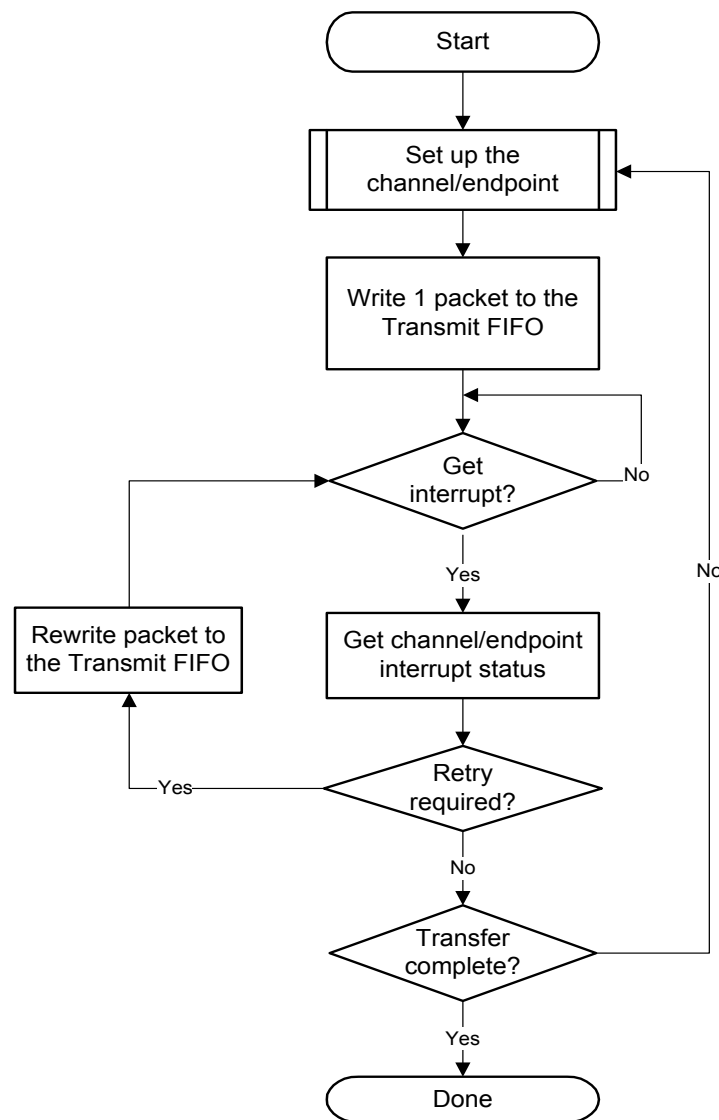 Start
Set up the
channel/endpoint
Write 1 packet to the
Transmit FIFO
Get
interrupt?
No
Yes
No
Rewrite packet to
the Transmit FIFO
Get channel/endpoint
interrupt status
Retry
required?
Yes
No
Transfer
complete?
Yes
Done